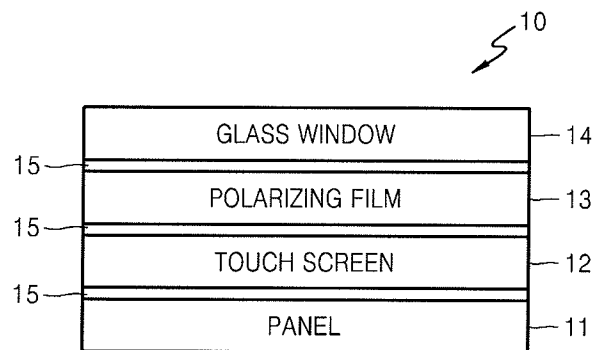 10
GLASS WINDOW 14
15
POLARIZING FILM 13
15
TOUCH SCREEN 12
15
PANEL 11